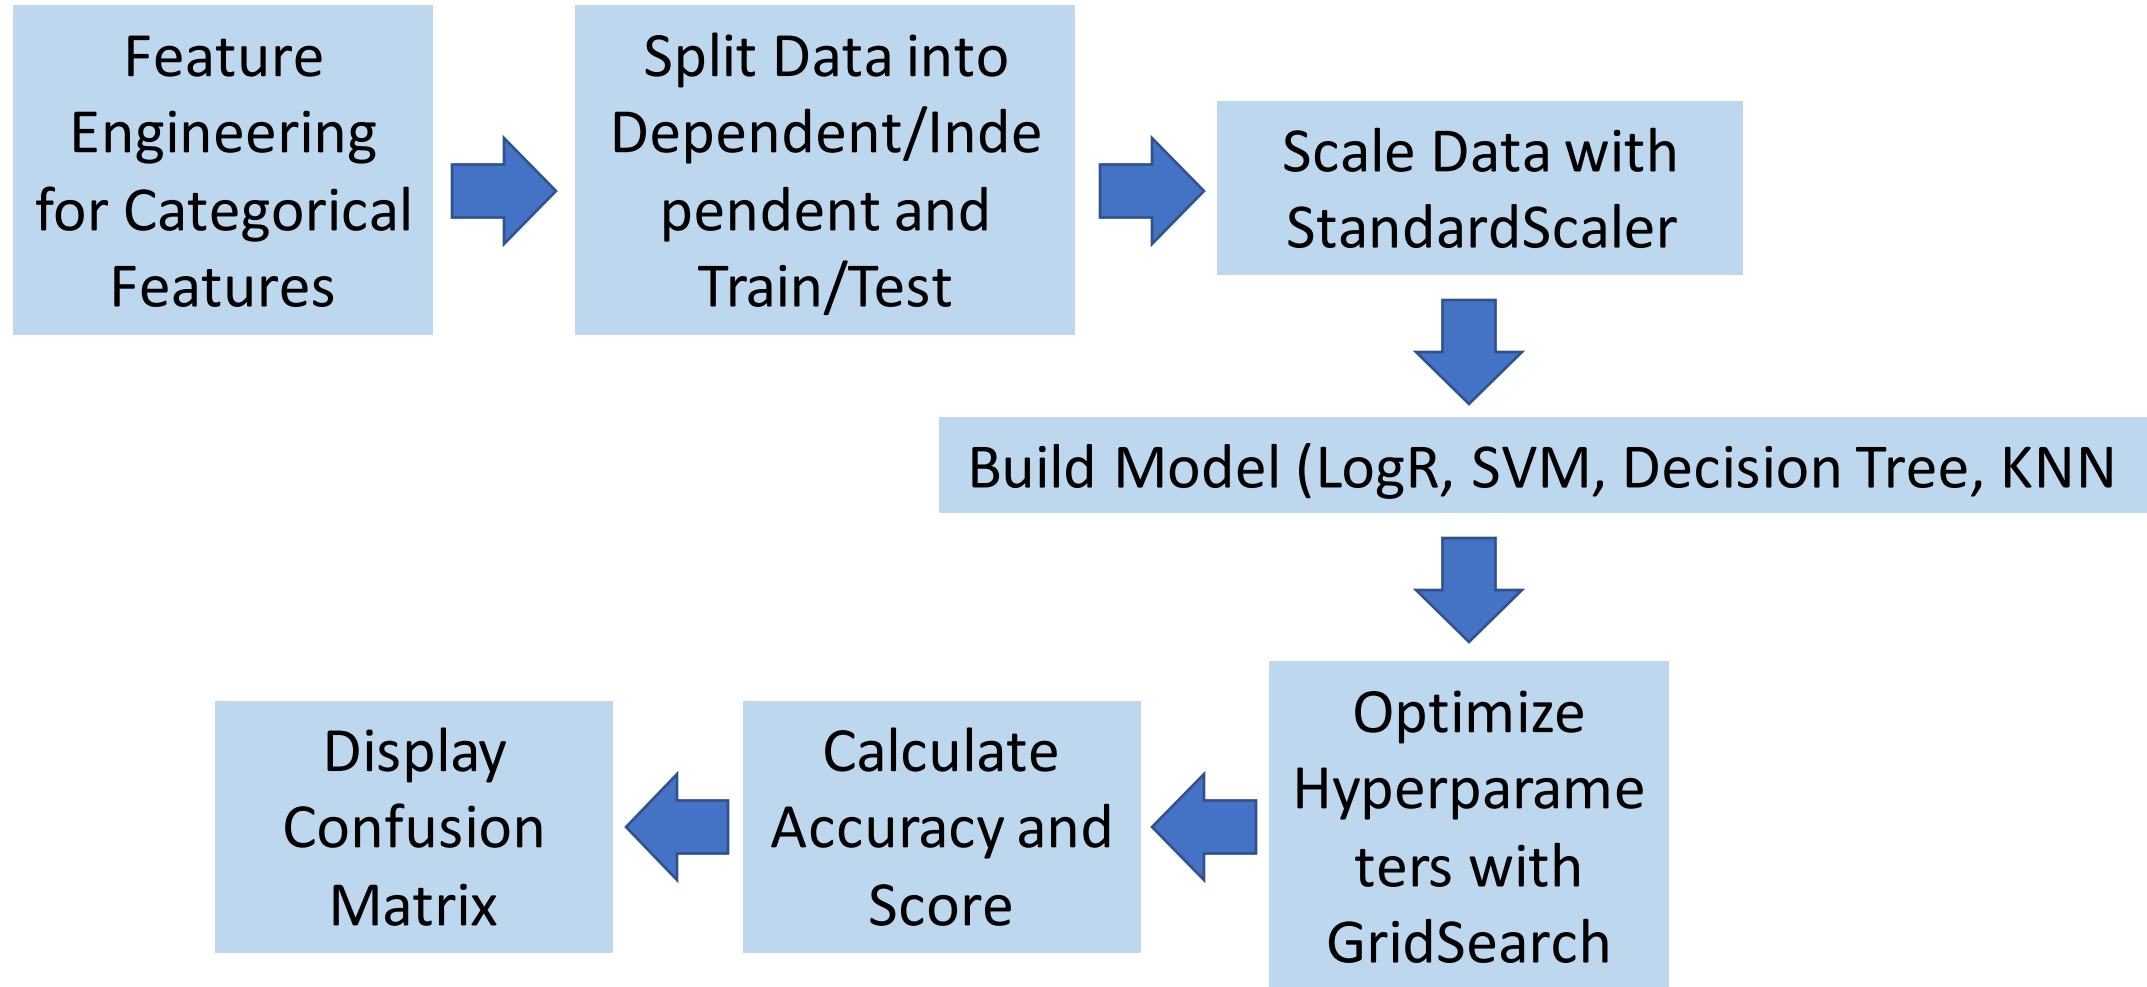 Feature
Engineering
for Categorical
Features
Split Data into
Dependent/Inde
pendent and
Train/Test
Scale Data with
StandardScaler
Build Model (LogR, SVM, Decision Tree, KNN
Optimize
Hyperparame
ters with
GridSearch
Calculate
Accuracy and
Score
Display
Confusion
Matrix